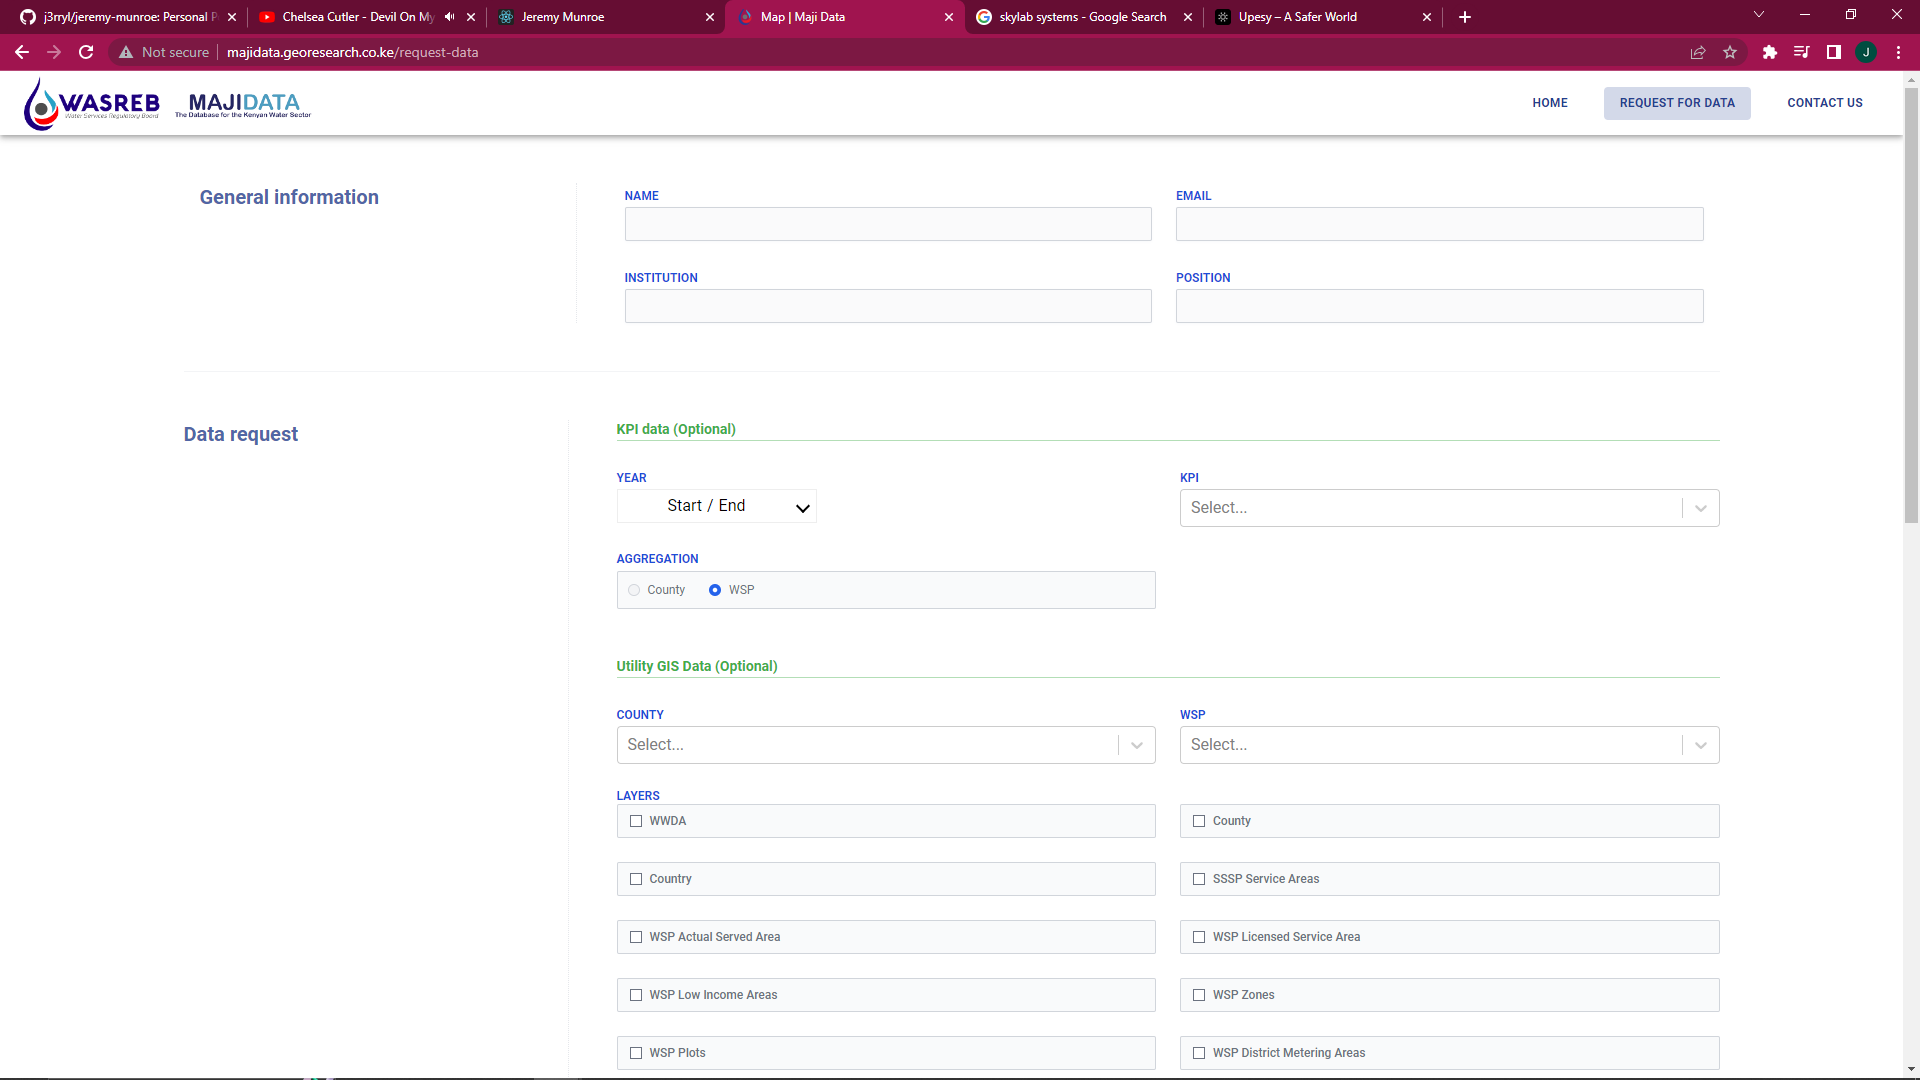 j3rryl/jeremy-munroe: Personal P
Chelsea Cutler - Devil On My
Jeremy Munroe
Map | Maji Data
skylab systems - Google Search
Upesy – A Safer World
Not secure
majidata.georesearch.co.ke/request-data
J
WASREB
Water Services Regulatory Board
MAJIDATA
The Database for the Kenyan Water Sector
HOME
REQUEST FOR DATA
CONTACT US
General information
NAME
EMAIL
INSTITUTION
POSITION
Data request
KPI data (Optional)
YEAR
KPI
Start / End
Select...
AGGREGATION
County
WSP
Utility GIS Data (Optional)
COUNTY
WSP
Select...
Select...
LAYERS
WWDA
County
Country
SSSP Service Areas
WSP Actual Served Area
WSP Licensed Service Area
WSP Low Income Areas
WSP Zones
WSP Plots
WSP District Metering Areas